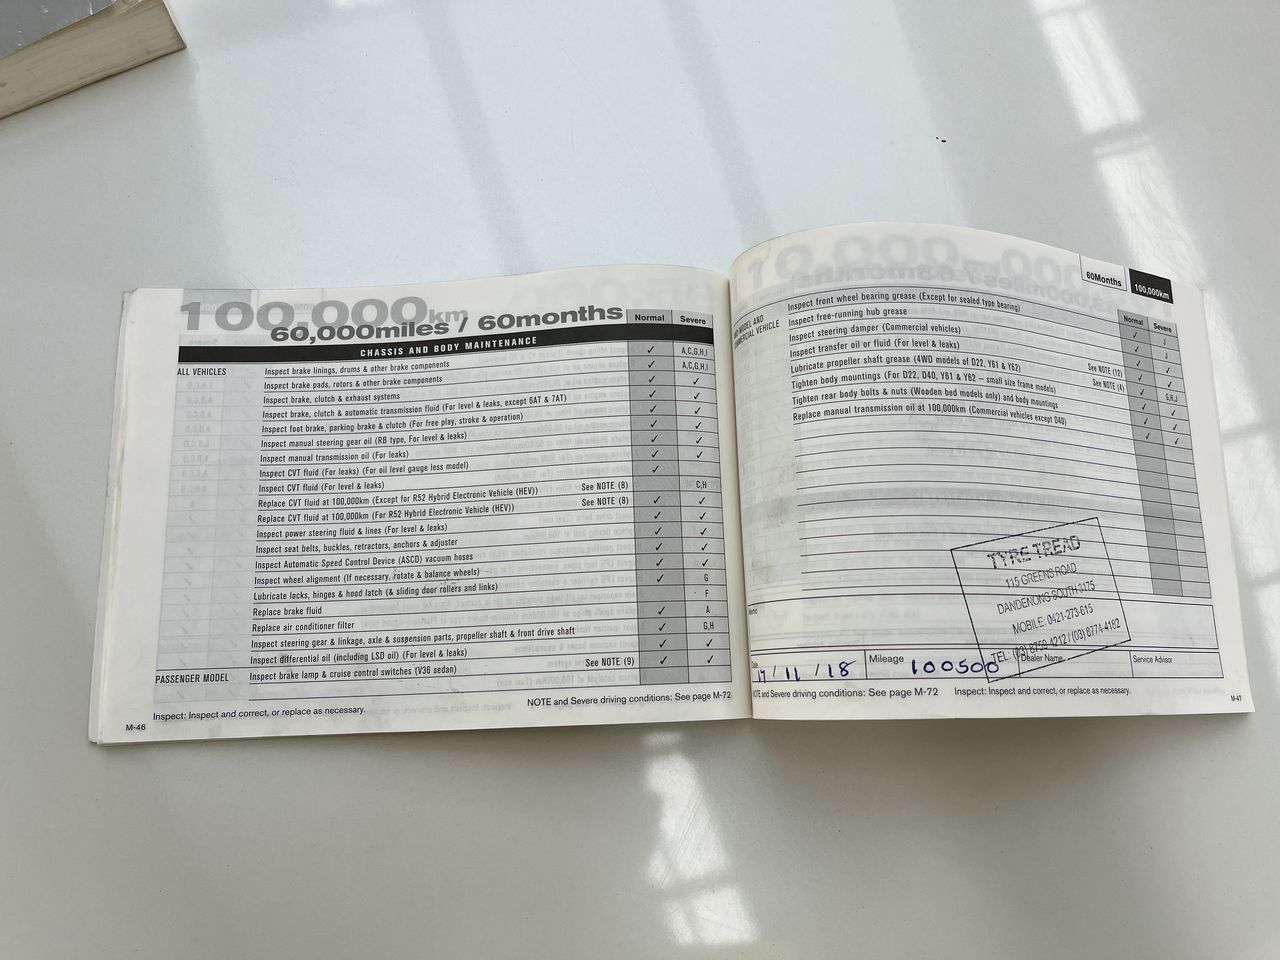 100,000km
60,000miles / 60months
Normal Severe
CHASSIS AND BODY MAINTENANCE
ALL VEHICLES Inspect brake linings, drums & other brake components ✓ A,C,G,H,I
Inspect brake pads, rotors & other brake components ✓ A,C,G,H,I
Inspect brake, clutch & exhaust systems ✓ ✓
Inspect brake, clutch & automatic transmission fluid (For level & leaks, except 6AT & 7AT) ✓ ✓
Inspect foot brake, parking brake & clutch (For free play, stroke & operation) ✓ ✓
Inspect manual steering gear oil (RB type, For level & leaks) ✓ ✓
Inspect manual transmission oil (For leaks) ✓ ✓
Inspect CVT fluid (For leaks) (For oil level gauge less model) ✓ ✓
Inspect CVT fluid (For level & leaks) ✓
Replace CVT fluid at 100,000km (Except for R52 Hybrid Electronic Vehicle (HEV)) See NOTE (8) C,H
Replace CVT fluid at 100,000km (For R52 Hybrid Electronic Vehicle (HEV)) See NOTE (8) ✓ ✓
Inspect power steering fluid & lines (For level & leaks) ✓ ✓
Inspect seat belts, buckles, retractors, anchors & adjuster ✓ ✓
Inspect Automatic Speed Control Device (ASCD) vacuum hoses ✓ ✓
Inspect wheel alignment (If necessary, rotate & balance wheels) ✓ ✓
Lubricate locks, hinges & hood latch (& sliding door rollers and links) ✓ G
Replace brake fluid F
Replace air conditioner filter ✓ A
Inspect steering gear & linkage, axle & suspension parts, propeller shaft & front drive shaft ✓ G,H
Inspect differential oil (including LSD oil) (For level & leaks) ✓ ✓
PASSENGER MODEL Inspect brake lamp & cruise control switches (V36 sedan) See NOTE (9) ✓ ✓
Inspect: Inspect and correct, or replace as necessary.
NOTE and Severe driving conditions: See page M-72
M-46
60Months 100,000km
Normal Severe
MODEL AND
VEHICLE
Inspect front wheel bearing grease (Except for sealed type bearing) ✓ J
Inspect free-running hub grease ✓ J
Inspect steering damper (Commercial vehicles) ✓ ✓
Inspect transfer oil or fluid (For level & leaks) ✓ ✓
Lubricate propeller shaft grease (4WD models of D22, Y61 & Y62) See NOTE (12) ✓ G,H,J
Tighten body mountings (For D22, D40, Y61 & Y62 – small size frame models) See NOTE (4) ✓ ✓
Tighten rear body bolts & nuts (Wooden bed models only) and body mountings ✓ ✓
Replace manual transmission oil at 100,000km (Commercial vehicles except D40) ✓ ✓
TYRE TREAD
115 GREENS ROAD
DANDENONG SOUTH 3175
MOBILE: 0421-273-615
TEL: (03) 8759 4212 / (03) 8774-4182
Memo
Date 17 / 11 / 18 Mileage 100500 Dealer Name Service Advisor
NOTE and Severe driving conditions: See page M-72 Inspect: Inspect and correct, or replace as necessary.
M-47